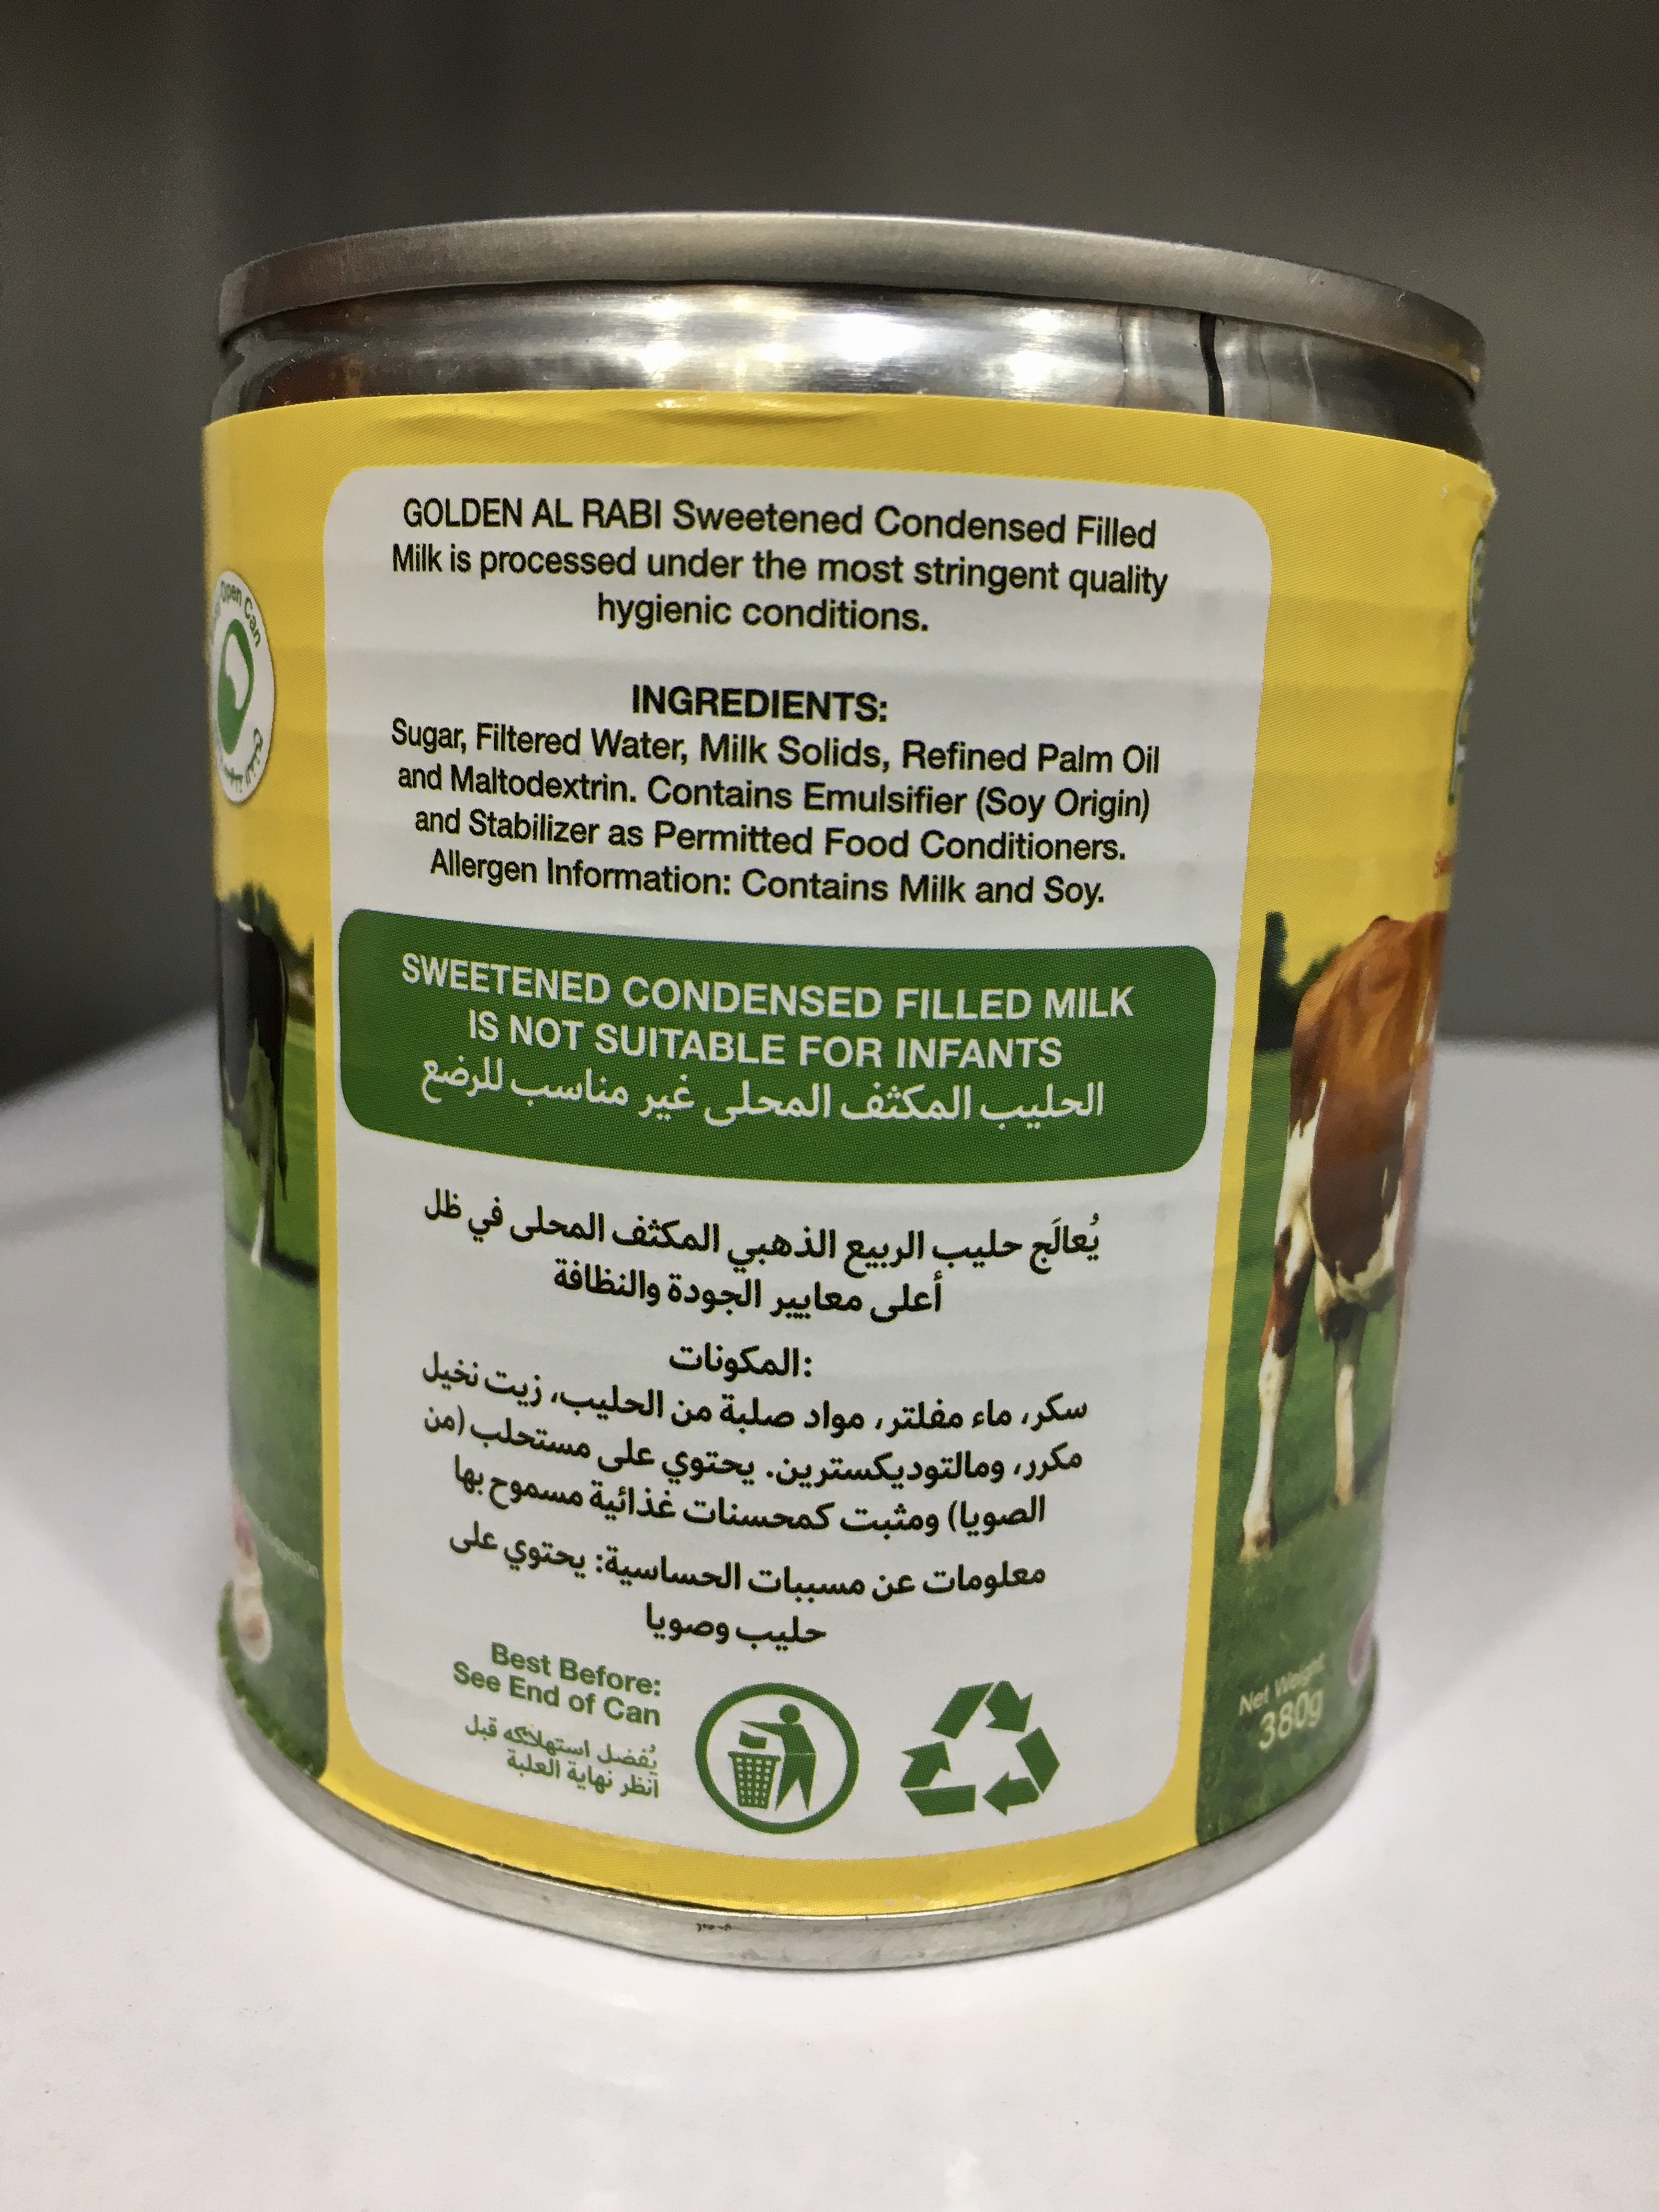 GOLDEN AL RABI Sweetened Condensed Filled
Milk is processed under the most stringent quality
hygienic conditions.
INGREDIENTS:
Sugar, Filtered Water, Milk Solids, Refined Palm Oil
and Maltodextrin. Contains Emulsifier (Soy Origin)
and Stabilizer as Permitted Food Conditioners.
Allergen Information: Contains Milk and Soy.
SWEETENED CONDENSED FILLED MILK
IS NOT SUITABLE FOR INFANTS
الحليب المكثف المحلى غير مناسب للرضع
يُعالَج حليب الربيع الذهبي المكثف المحلى في ظل
أعلى معايير الجودة والنظافة
:المكونات
سكر، ماء مفلتر، مواد صلبة من الحليب، زيت نخيل
مكرر، ومالتوديكسترين. يحتوي على مستحلب (من
الصويا) ومثبت كمحسنات غذائية مسموح بها
معلومات عن مسببات الحساسية: يحتوي على
حليب وصويا
Best Before:
See End of Can
يُفضل استهلاكه قبل
انظر نهاية العلبة
Open Can
Net Weight
380g